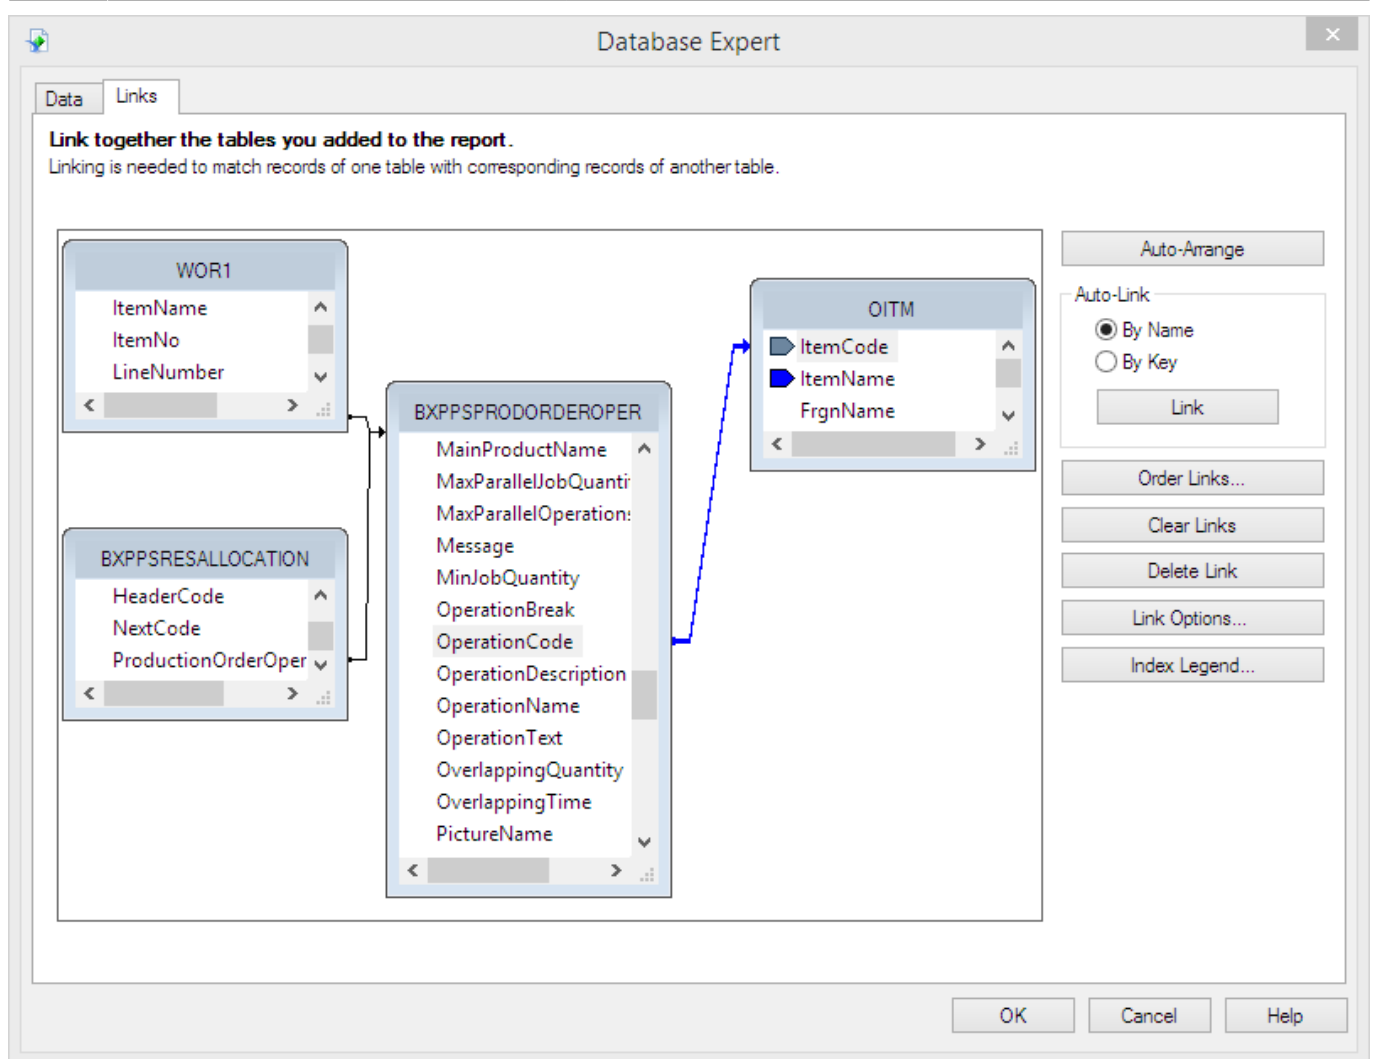 Database Expert
Data
Links
Link together the tables you added to the report.
Linking is needed to match records of one table with corresponding records of another table.
WOR1
ItemName
ItemNo
LineNumber
BXPPSRESALLOCATION
HeaderCode
NextCode
ProductionOrderOper
BXPPSPRODORDEROPER
MainProductName
MaxParallelJobQuanti
MaxParallelOperations
Message
MinJobQuantity
OperationBreak
OperationCode
OperationDescription
OperationName
OperationText
OverlappingQuantity
OverlappingTime
PictureName
OITM
ItemCode
ItemName
FrgnName
Auto-Arrange
Auto-Link
By Name
By Key
Link
Order Links...
Clear Links
Delete Link
Link Options...
Index Legend...
OK
Cancel
Help